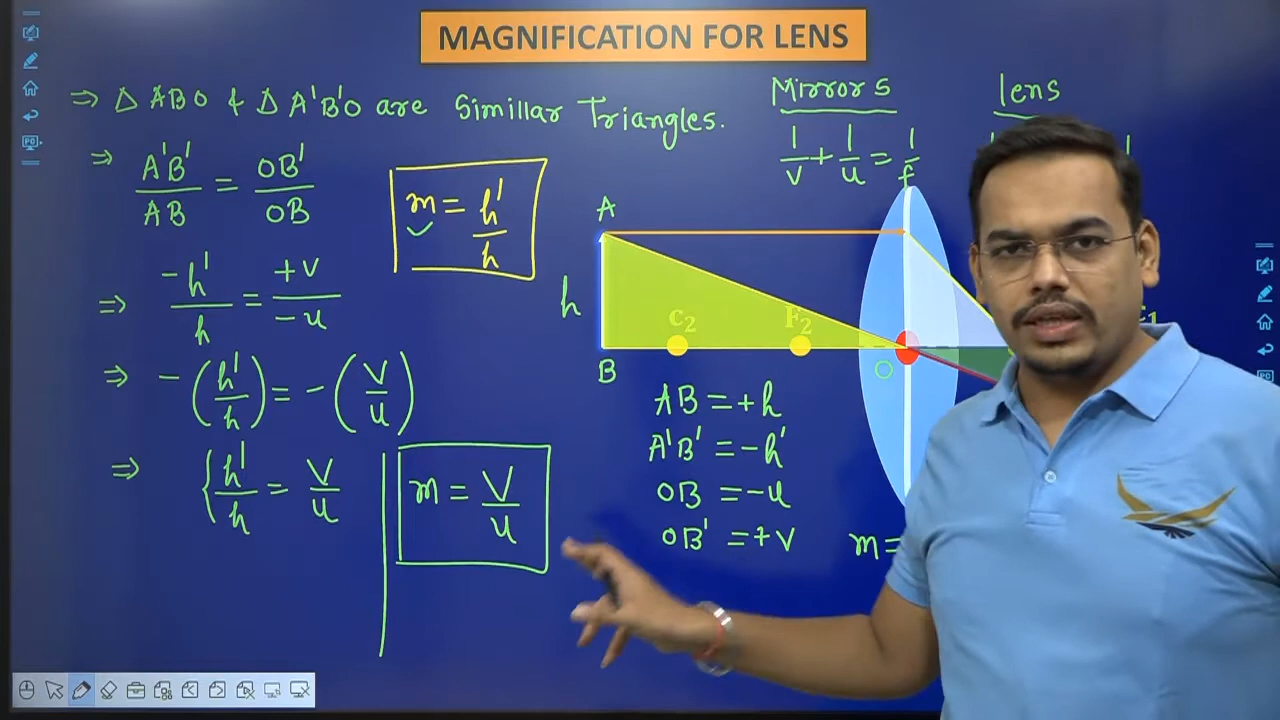 MAGNIFICATION FOR LENS
⇒ Δ ABO & Δ A'B'O are Simillar Triangles.
⇒ A'B'/AB = OB'/OB
m = h'/h
⇒ -h'/h = +v/-u
⇒ -(h'/h) = -(v/u)
⇒ {h'/h = v/u
m = v/u
Mirror s
1/v + 1/u = 1/f
lens
A
h
B
C₂
F₂
O
AB = +h
A'B' = -h'
OB = -u
OB' = +v
m =